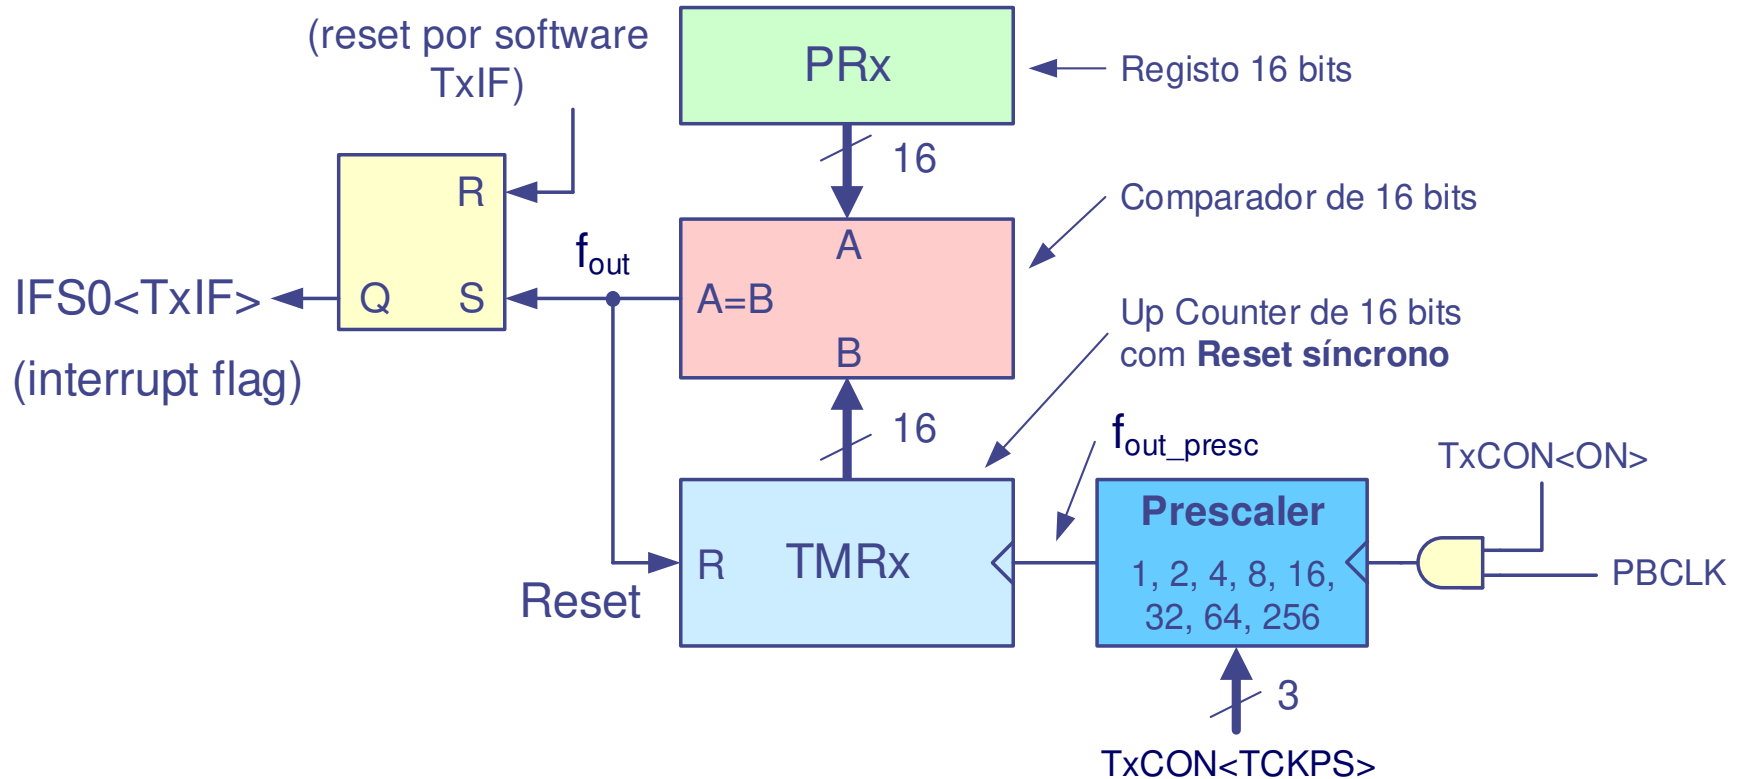 (reset por software
TxIF)
PRx
Registo 16 bits
16
R
Comparador de 16 bits
A
fout
IFS0<TxIF>
Q
S
A=B
(interrupt flag)
B
Up Counter de 16 bits
com Reset síncrono
16
fout_presc
TxCON<ON>
Prescaler
R
TMRx
1, 2, 4, 8, 16,
32, 64, 256
PBCLK
Reset
3
TxCON<TCKPS>